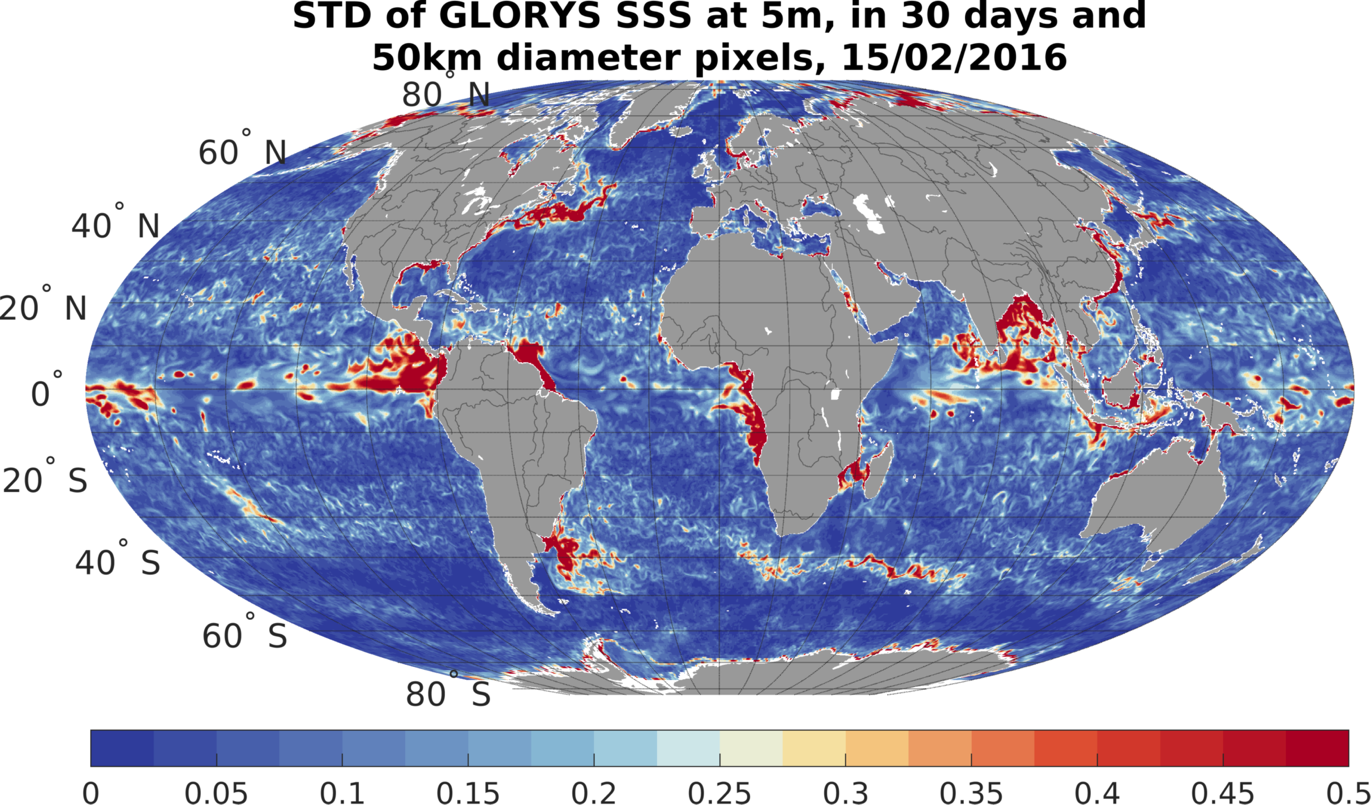 STD of GLORYS SSS at 5m, in 30 days and
50km diameter pixels, 15/02/2016
80° N
60° N
40° N
20° N
0°
20° S
40° S
60° S
80° S
0 0.05 0.1 0.15 0.2 0.25 0.3 0.35 0.4 0.45 0.5